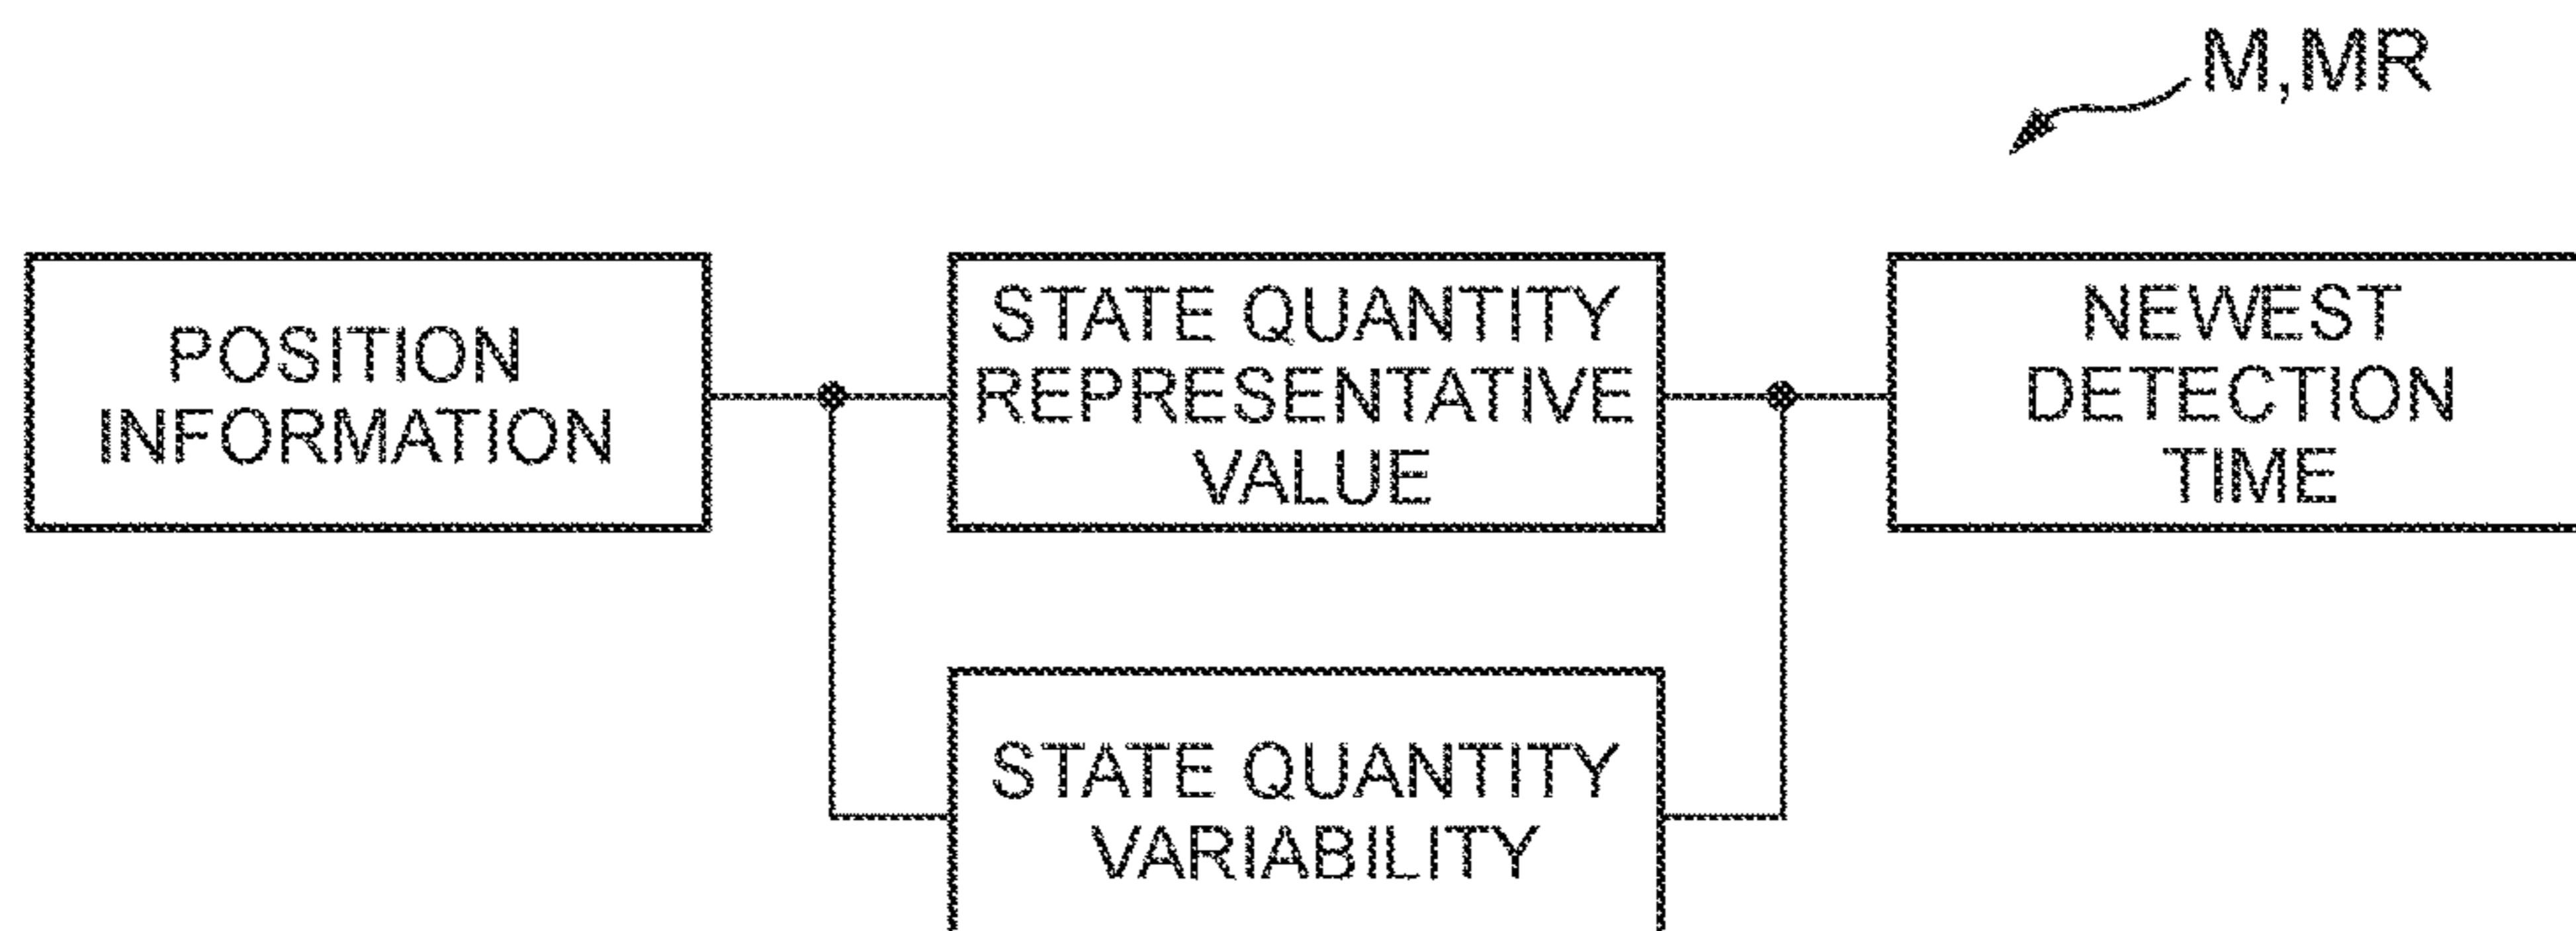 M,MR
POSITION
INFORMATION
STATE QUANTITY
REPRESENTATIVE
VALUE
NEWEST
DETECTION
TIME
STATE QUANTITY
VARIABILITY